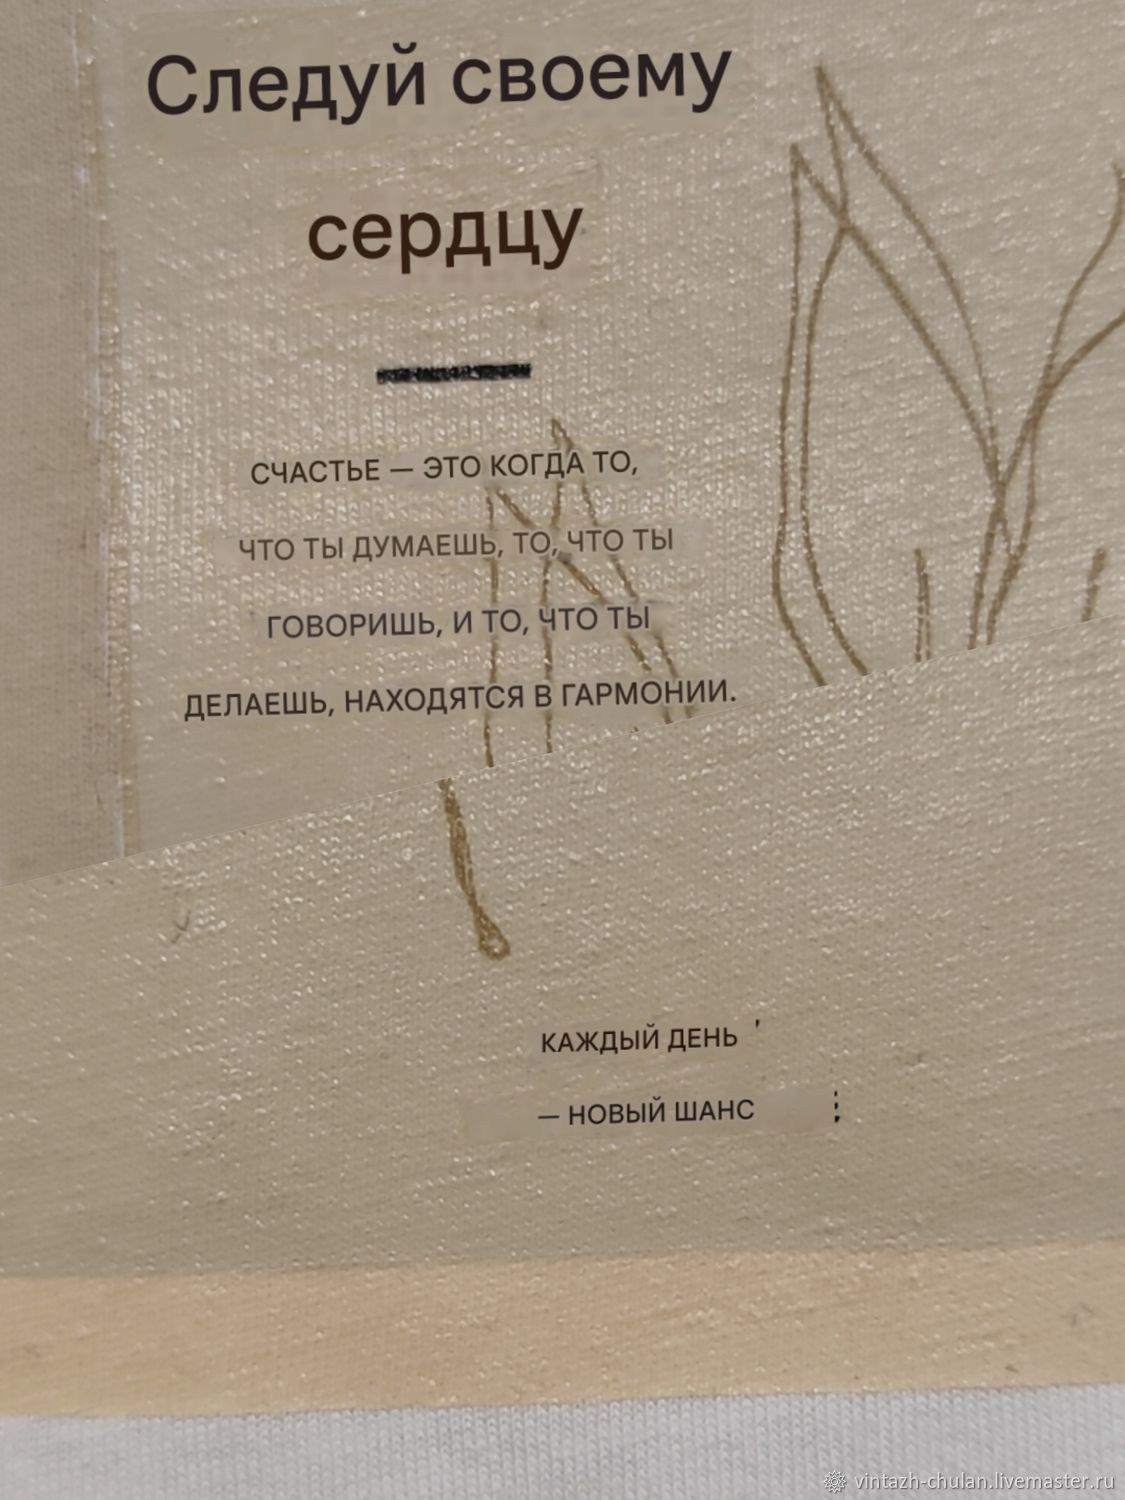 Следуй своему
сердцу
СЧАСТЬЕ — ЭТО КОГДА ТО,
ЧТО ТЫ ДУМАЕШЬ, ТО, ЧТО ТЫ
ГОВОРИШЬ, И ТО, ЧТО ТЫ
ДЕЛАЕШЬ, НАХОДЯТСЯ В ГАРМОНИИ.
КАЖДЫЙ ДЕНЬ
— НОВЫЙ ШАНС
vintazh-chulan.livemaster.ru